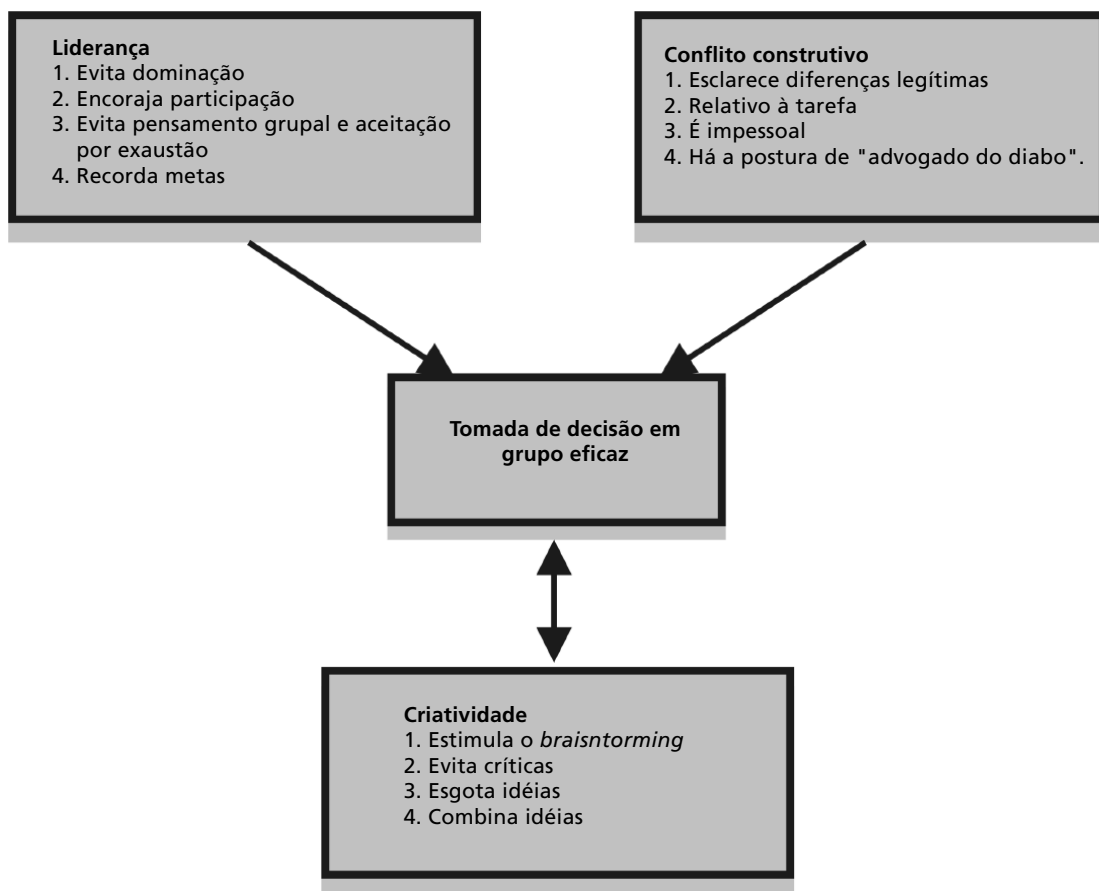 Liderança
1. Evita dominação
2. Encoraja participação
3. Evita pensamento grupal e aceitação
por exaustão
4. Recorda metas
Conflito construtivo
1. Esclarece diferenças legítimas
2. Relativo à tarefa
3. É impessoal
4. Há a postura de "advogado do diabo".
Tomada de decisão em
grupo eficaz
Criatividade
1. Estimula o braisntorming
2. Evita críticas
3. Esgota idéias
4. Combina idéias